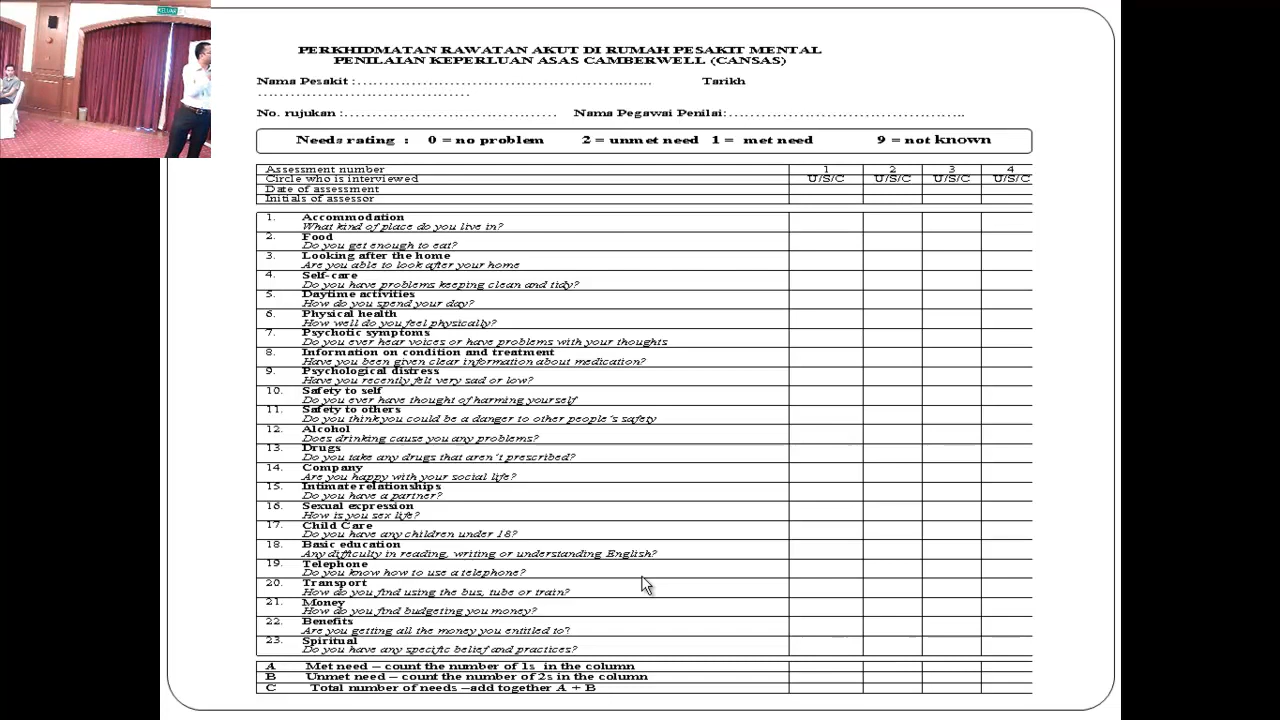 KELUAR
PERKHIDMATAN RAWATAN AKUT DI RUMAH PESAKIT MENTAL
PENILAIAN KEPERLUAN ASAS CAMBERWELL (CANSAS)
Nama Pesakit :………………………………………………….…… Tarikh
…………………………………………
No. rujukan :………………………………… Nama Pegawai Penilai:……………………………………..
Needs rating : 0 = no problem 2 = unmet need 1 = met need 9 = not known
Assessment number 1 2 3 4
Circle who is interviewed U/S/C U/S/C U/S/C U/S/C
Date of assessment
Initials of assessor
1. Accommodation
What kind of place do you live in?
2. Food
Do you get enough to eat?
3. Looking after the home
Are you able to look after your home
4. Self-care
Do you have problems keeping clean and tidy?
5. Daytime activities
How do you spend your day?
6. Physical health
How well do you feel physically?
7. Psychotic symptoms
Do you ever hear voices or have problems with your thoughts
8. Information on condition and treatment
Have you been given clear information about medication?
9. Psychological distress
Have you recently felt very sad or low?
10. Safety to self
Do you ever have thought of harming yourself
11. Safety to others
Do you think you could be a danger to other people's safety
12. Alcohol
Does drinking cause you any problems?
13. Drugs
Do you take any drugs that aren't prescribed?
14. Company
Are you happy with your social life?
15. Intimate relationships
Do you have a partner?
16. Sexual expression
How is you sex life?
17. Child Care
Do you have any children under 18?
18. Basic education
Any difficulty in reading, writing or understanding English?
19. Telephone
Do you know how to use a telephone?
20. Transport
How do you find using the bus, tube or train?
21. Money
How do you find budgeting you money?
22. Benefits
Are you getting all the money you entitled to?
23. Spiritual
Do you have any specific belief and practices?
A Met need – count the number of 1s in the column
B Unmet need – count the number of 2s in the column
C Total number of needs –add together A + B